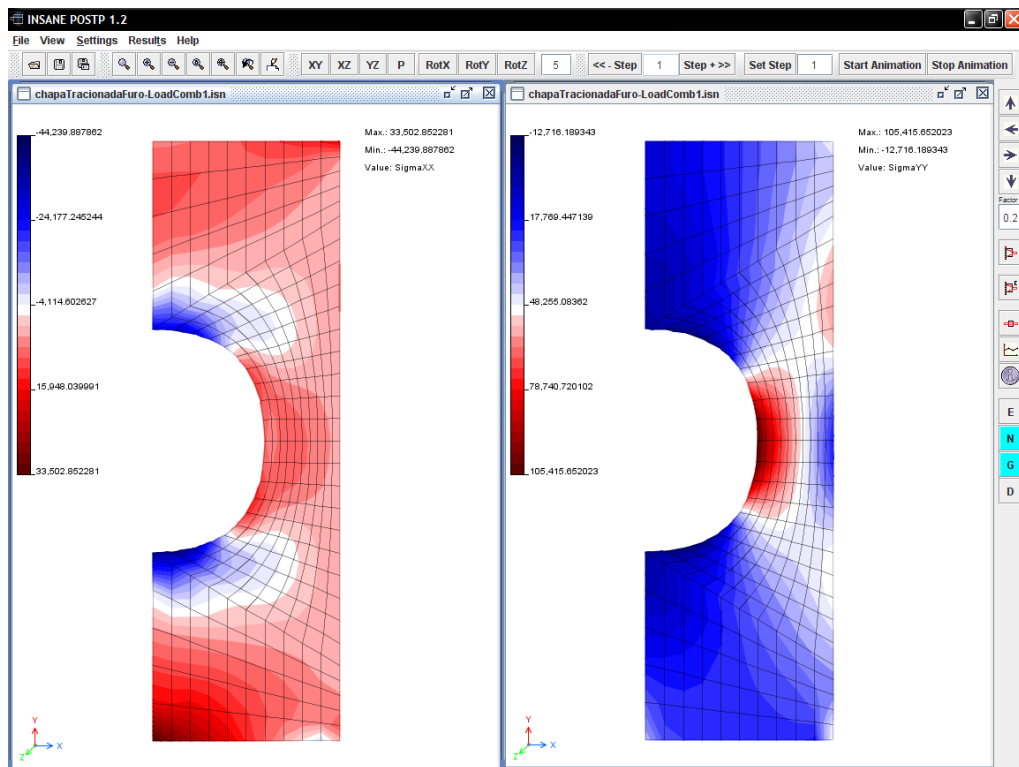 INSANE POSTP 1.2
File View Settings Results Help
XY XZ YZ P RotX RotY RotZ 5 << - Step 1 Step + >> Set Step 1 Start Animation Stop Animation
chapaTracionadaFuro-LoadComb1.isn
-44,239.887862
-24,177.245244
-4,114.602627
15,948.039991
33,502.852281
Max.: 33,502.852281
Min.: -44,239.887862
Value: SigmaXX
Y
X
Z
chapaTracionadaFuro-LoadComb1.isn
-12,716.189343
17,769.447139
48,255.08362
78,740.720102
105,415.652023
Max.: 105,415.652023
Min.: -12,716.189343
Value: SigmaYY
Y
X
Z
Factor
0.2
E
N
G
D